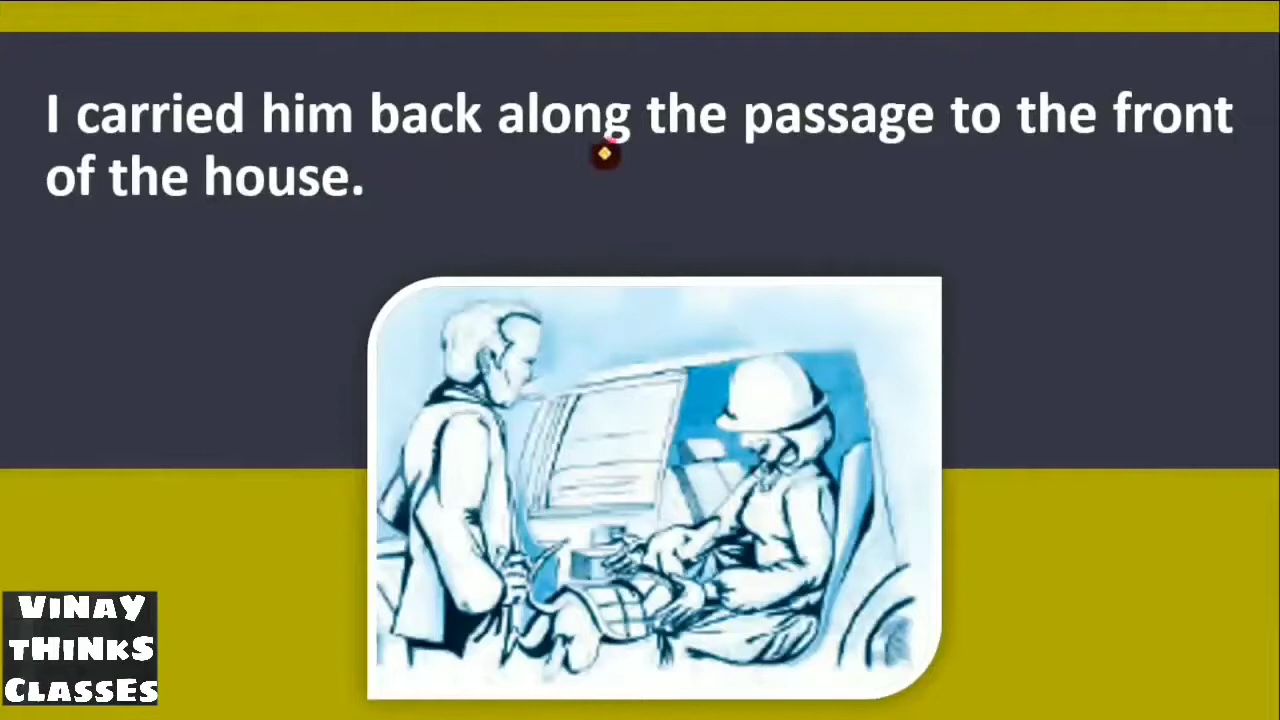 I carried him back along the passage to the front
of the house.
ViNAY
THiNKS
CLASSES